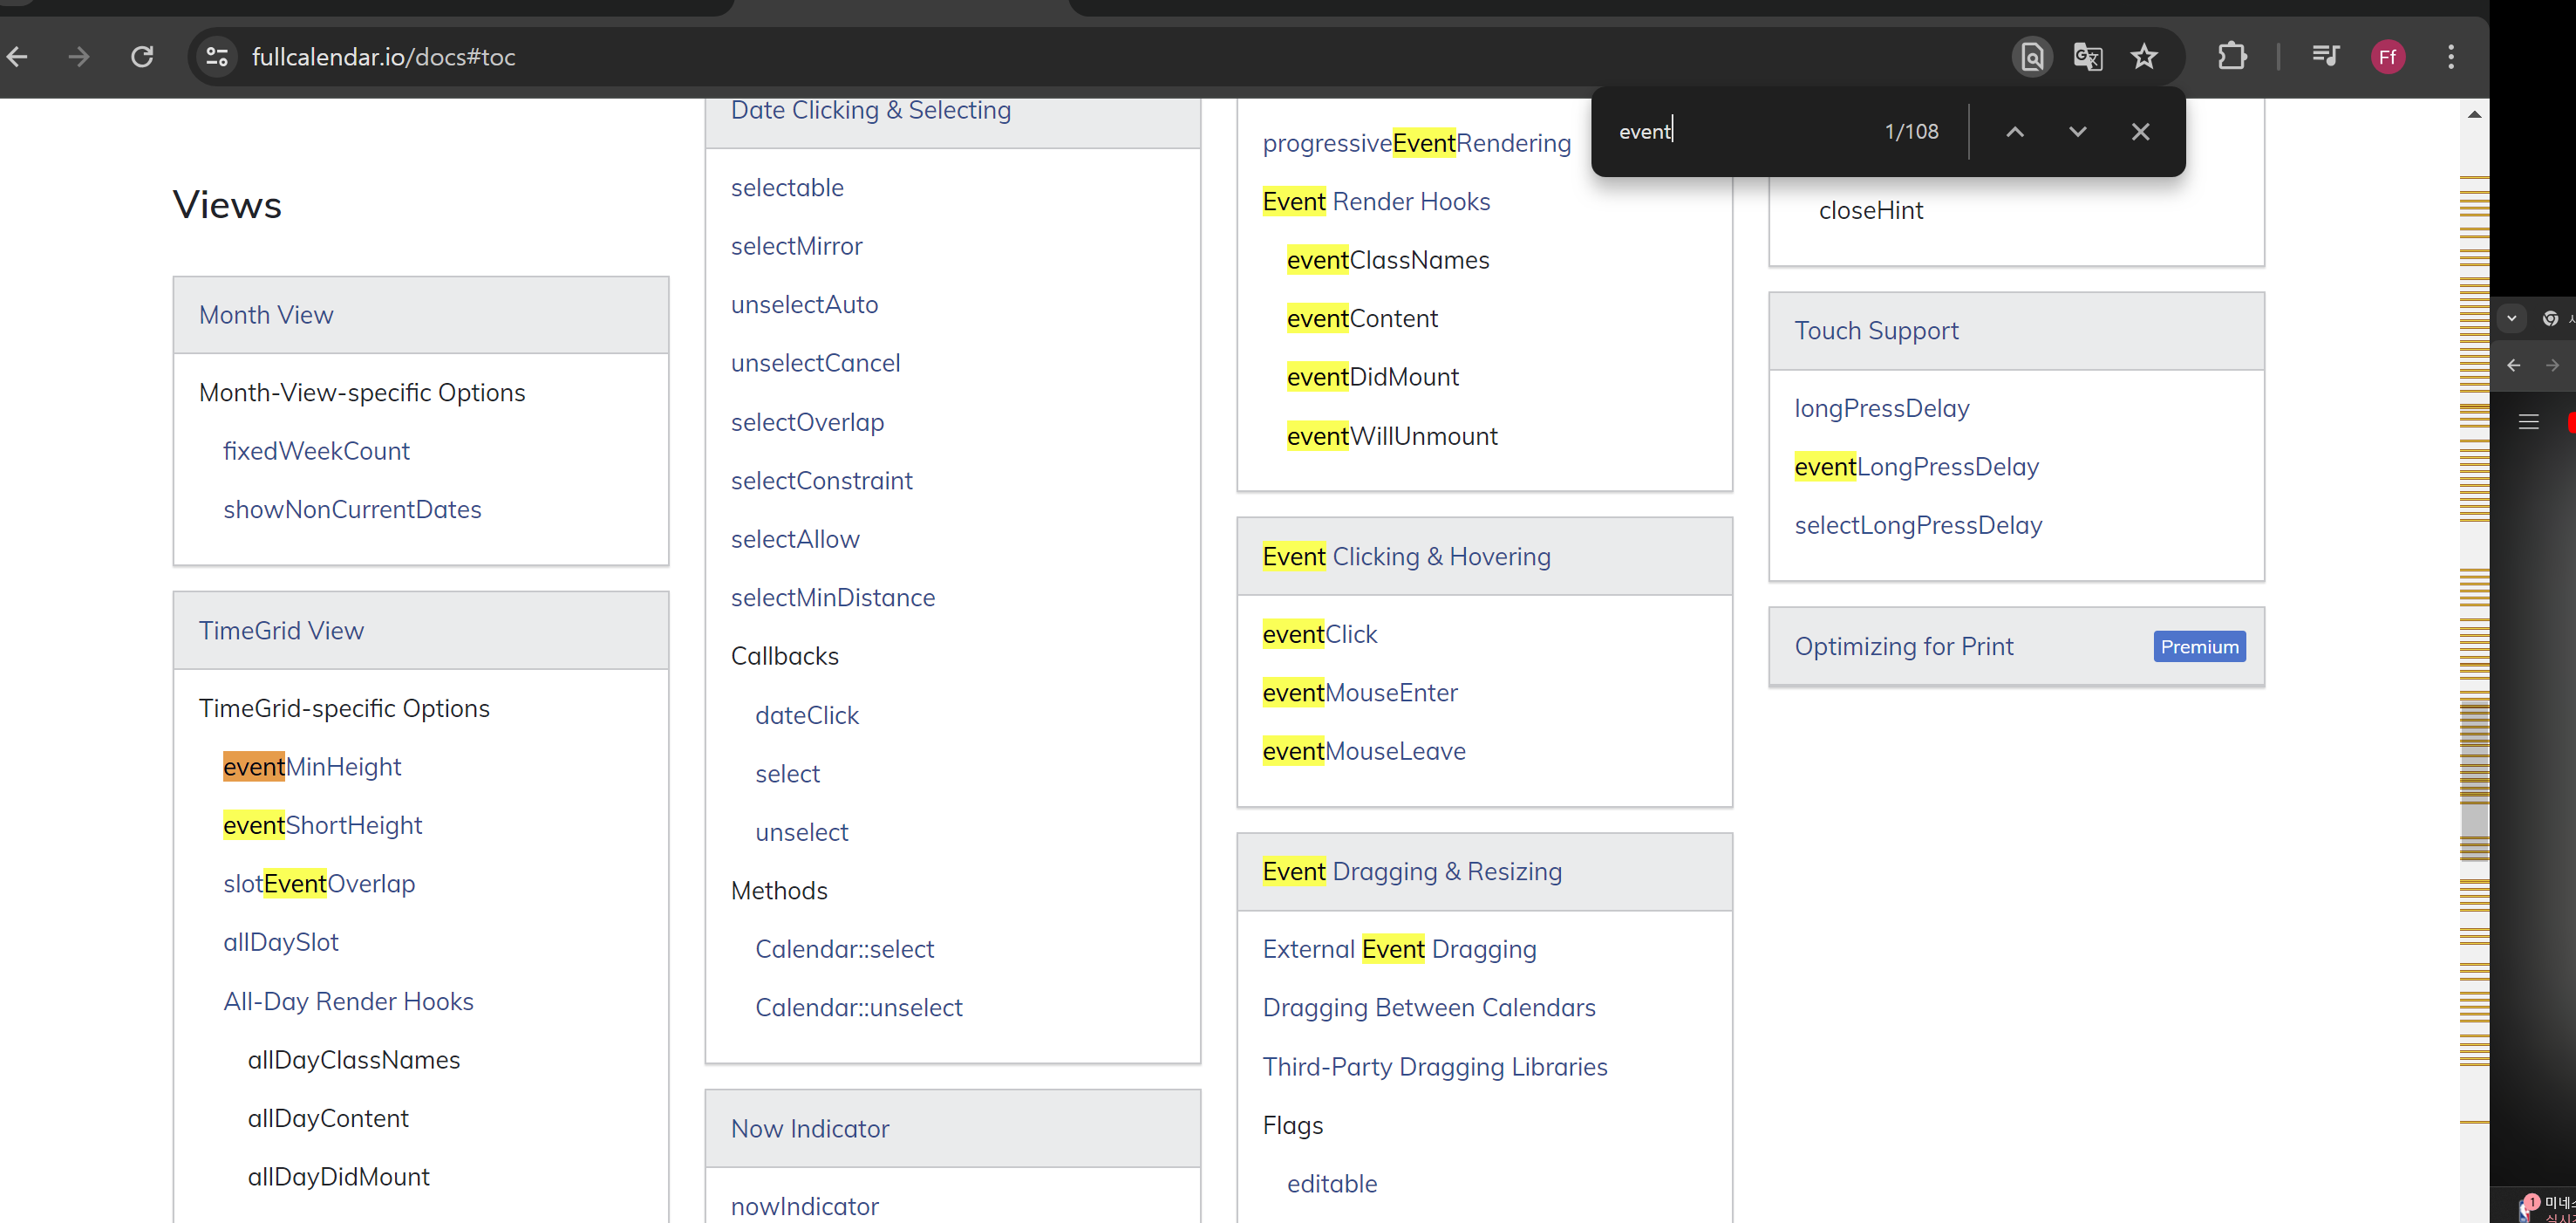 fullcalendar.io/docs#toc
Ff
event
1/108
Views
Month View
Month-View-specific Options
fixedWeekCount
showNonCurrentDates
TimeGrid View
TimeGrid-specific Options
eventMinHeight
eventShortHeight
slotEventOverlap
allDaySlot
All-Day Render Hooks
allDayClassNames
allDayContent
allDayDidMount
Date Clicking & Selecting
selectable
selectMirror
unselectAuto
unselectCancel
selectOverlap
selectConstraint
selectAllow
selectMinDistance
Callbacks
dateClick
select
unselect
Methods
Calendar::select
Calendar::unselect
Now Indicator
nowIndicator
progressiveEventRendering
Event Render Hooks
eventClassNames
eventContent
eventDidMount
eventWillUnmount
Event Clicking & Hovering
eventClick
eventMouseEnter
eventMouseLeave
Event Dragging & Resizing
External Event Dragging
Dragging Between Calendars
Third-Party Dragging Libraries
Flags
editable
closeHint
Touch Support
longPressDelay
eventLongPressDelay
selectLongPressDelay
Optimizing for Print
Premium
1